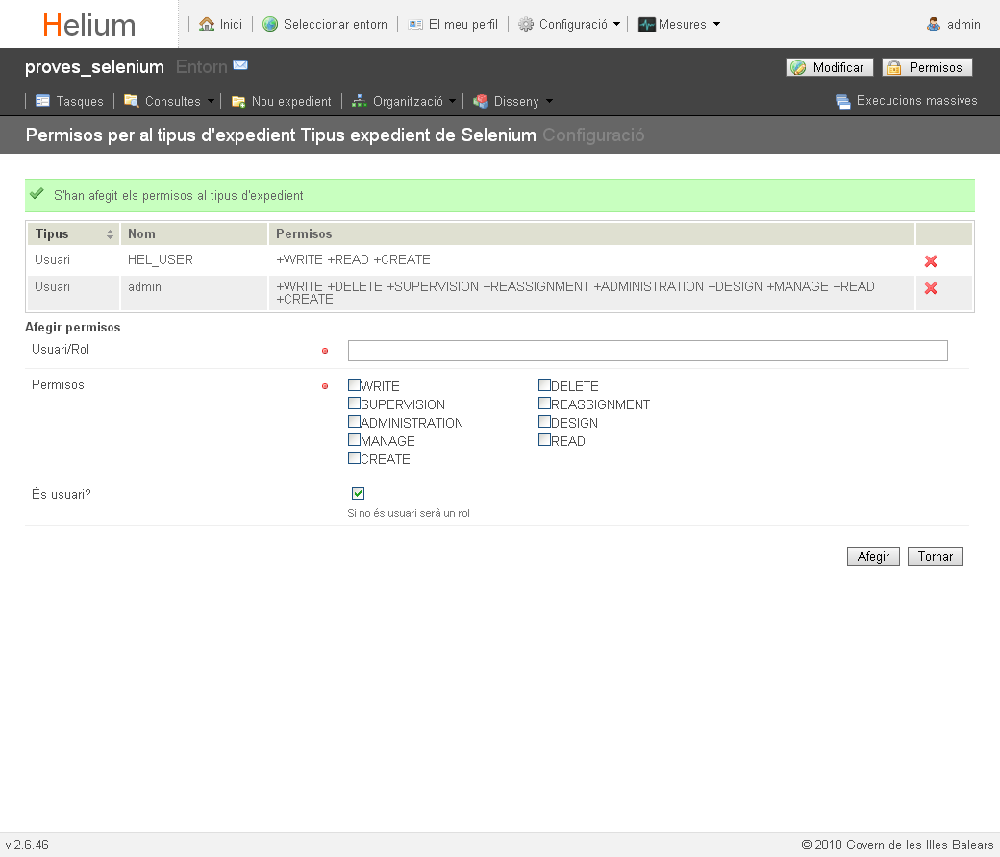 Helium Inici Seleccionar entorn El meu perfil Configuració Mesures admin
proves_selenium Entorn Modificar Permisos
Tasques Consultes Nou expedient Organització Disseny Execucions massives
Permisos per al tipus d'expedient Tipus expedient de Selenium Configuració
S'han afegit els permisos al tipus d'expedient
Tipus Nom Permisos
Usuari HEL_USER +WRITE +READ +CREATE
Usuari admin +WRITE +DELETE +SUPERVISION +REASSIGNMENT +ADMINISTRATION +DESIGN +MANAGE +READ
+CREATE
Afegir permisos
Usuari/Rol
Permisos WRITE DELETE
SUPERVISION REASSIGNMENT
ADMINISTRATION DESIGN
MANAGE READ
CREATE
És usuari?
Si no és usuari serà un rol
Afegir Tornar
v.2.6.46 © 2010 Govern de les Illes Balears